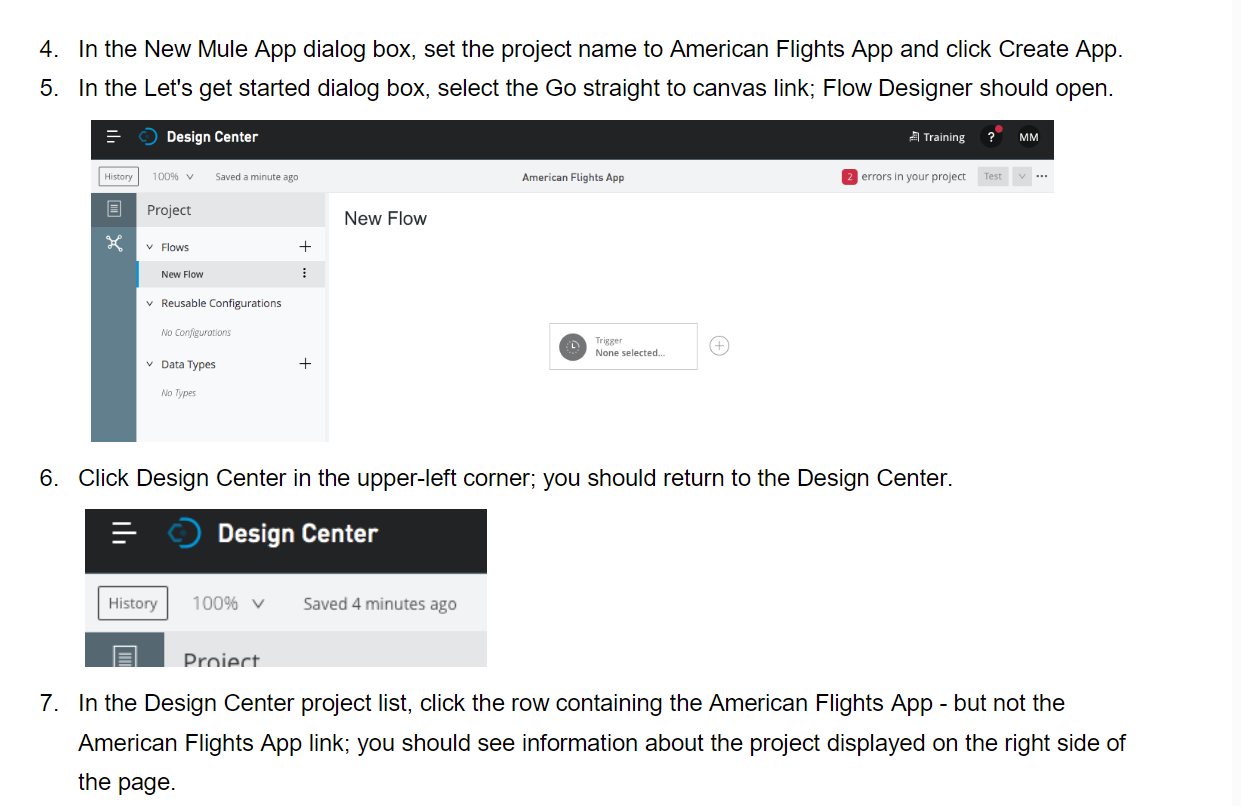 4. In the New Mule App dialog box, set the project name to American Flights App and click Create App.
5. In the Let's get started dialog box, select the Go straight to canvas link; Flow Designer should open.
Design Center
Training
?
MM
History
100%
Saved a minute ago
American Flights App
2 errors in your project
Test
Project
New Flow
Flows
New Flow
Reusable Configurations
No Configurations
Trigger
None selected...
Data Types
No Types
6. Click Design Center in the upper-left corner; you should return to the Design Center.
Design Center
History
100%
Saved 4 minutes ago
Project
7. In the Design Center project list, click the row containing the American Flights App - but not the
American Flights App link; you should see information about the project displayed on the right side of
the page.